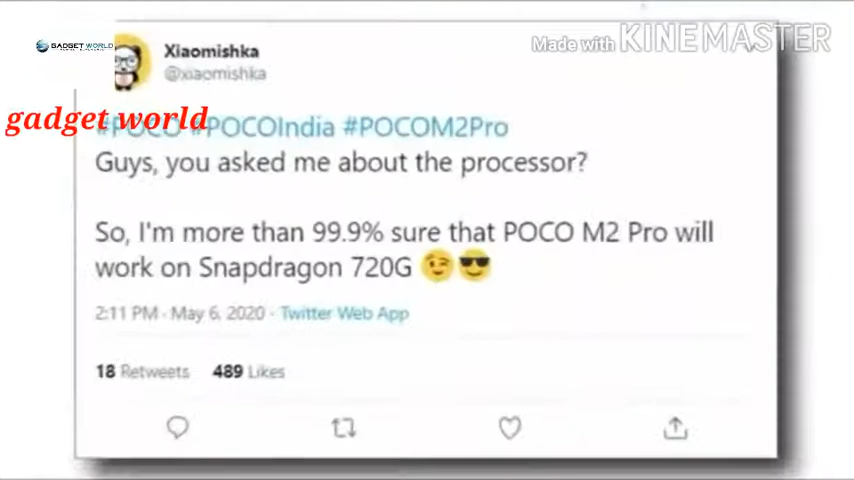 GADGET WORLD
Xiaomishka
@xiaomishka
Made with KINEMASTER
gadget world
#POCO #POCOIndia #POCOM2Pro
Guys, you asked me about the processor?
So, I'm more than 99.9% sure that POCO M2 Pro will
work on Snapdragon 720G 😉😎
2:11 PM · May 6, 2020 · Twitter Web App
18 Retweets 489 Likes